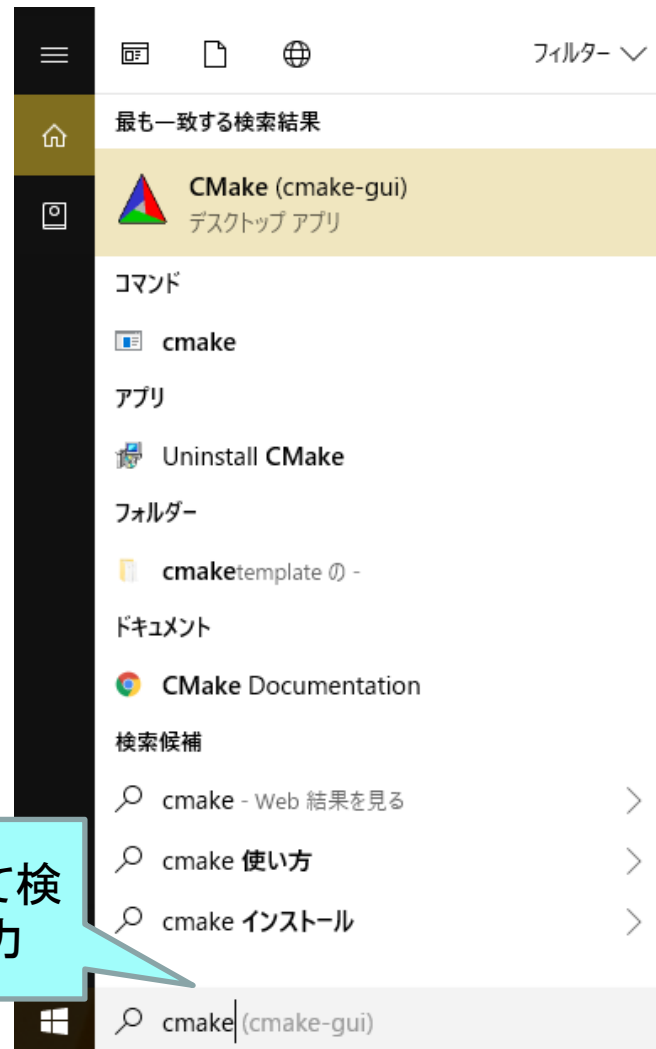 フィルター
最も一致する検索結果
CMake (cmake-gui)
デスクトップ アプリ
コマンド
cmake
アプリ
Uninstall CMake
フォルダー
cmaketemplate の -
ドキュメント
CMake Documentation
検索候補
cmake - Web 結果を見る
cmake 使い方
cmake インストール
て検
力
cmake (cmake-gui)